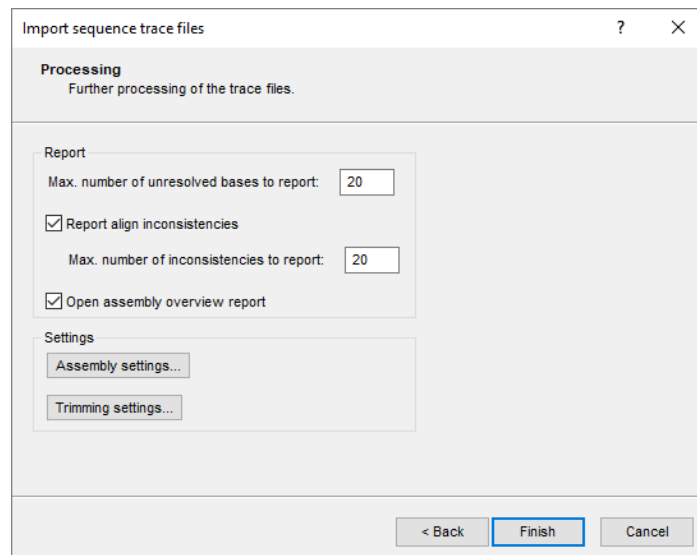 Import sequence trace files
?
Processing
Further processing of the trace files.
Report
Max. number of unresolved bases to report: 20
Report align inconsistencies
Max. number of inconsistencies to report: 20
Open assembly overview report
Settings
Assembly settings...
Trimming settings...
< Back Finish Cancel